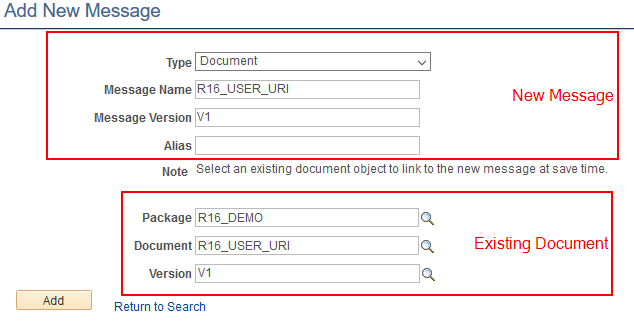 Add New Message
Type Document
Message Name R16_USER_URI
New Message
Message Version V1
Alias
Note Select an existing document object to link to the new message at save time.
Package R16_DEMO
Document R16_USER_URI
Existing Document
Version V1
Add Return to Search